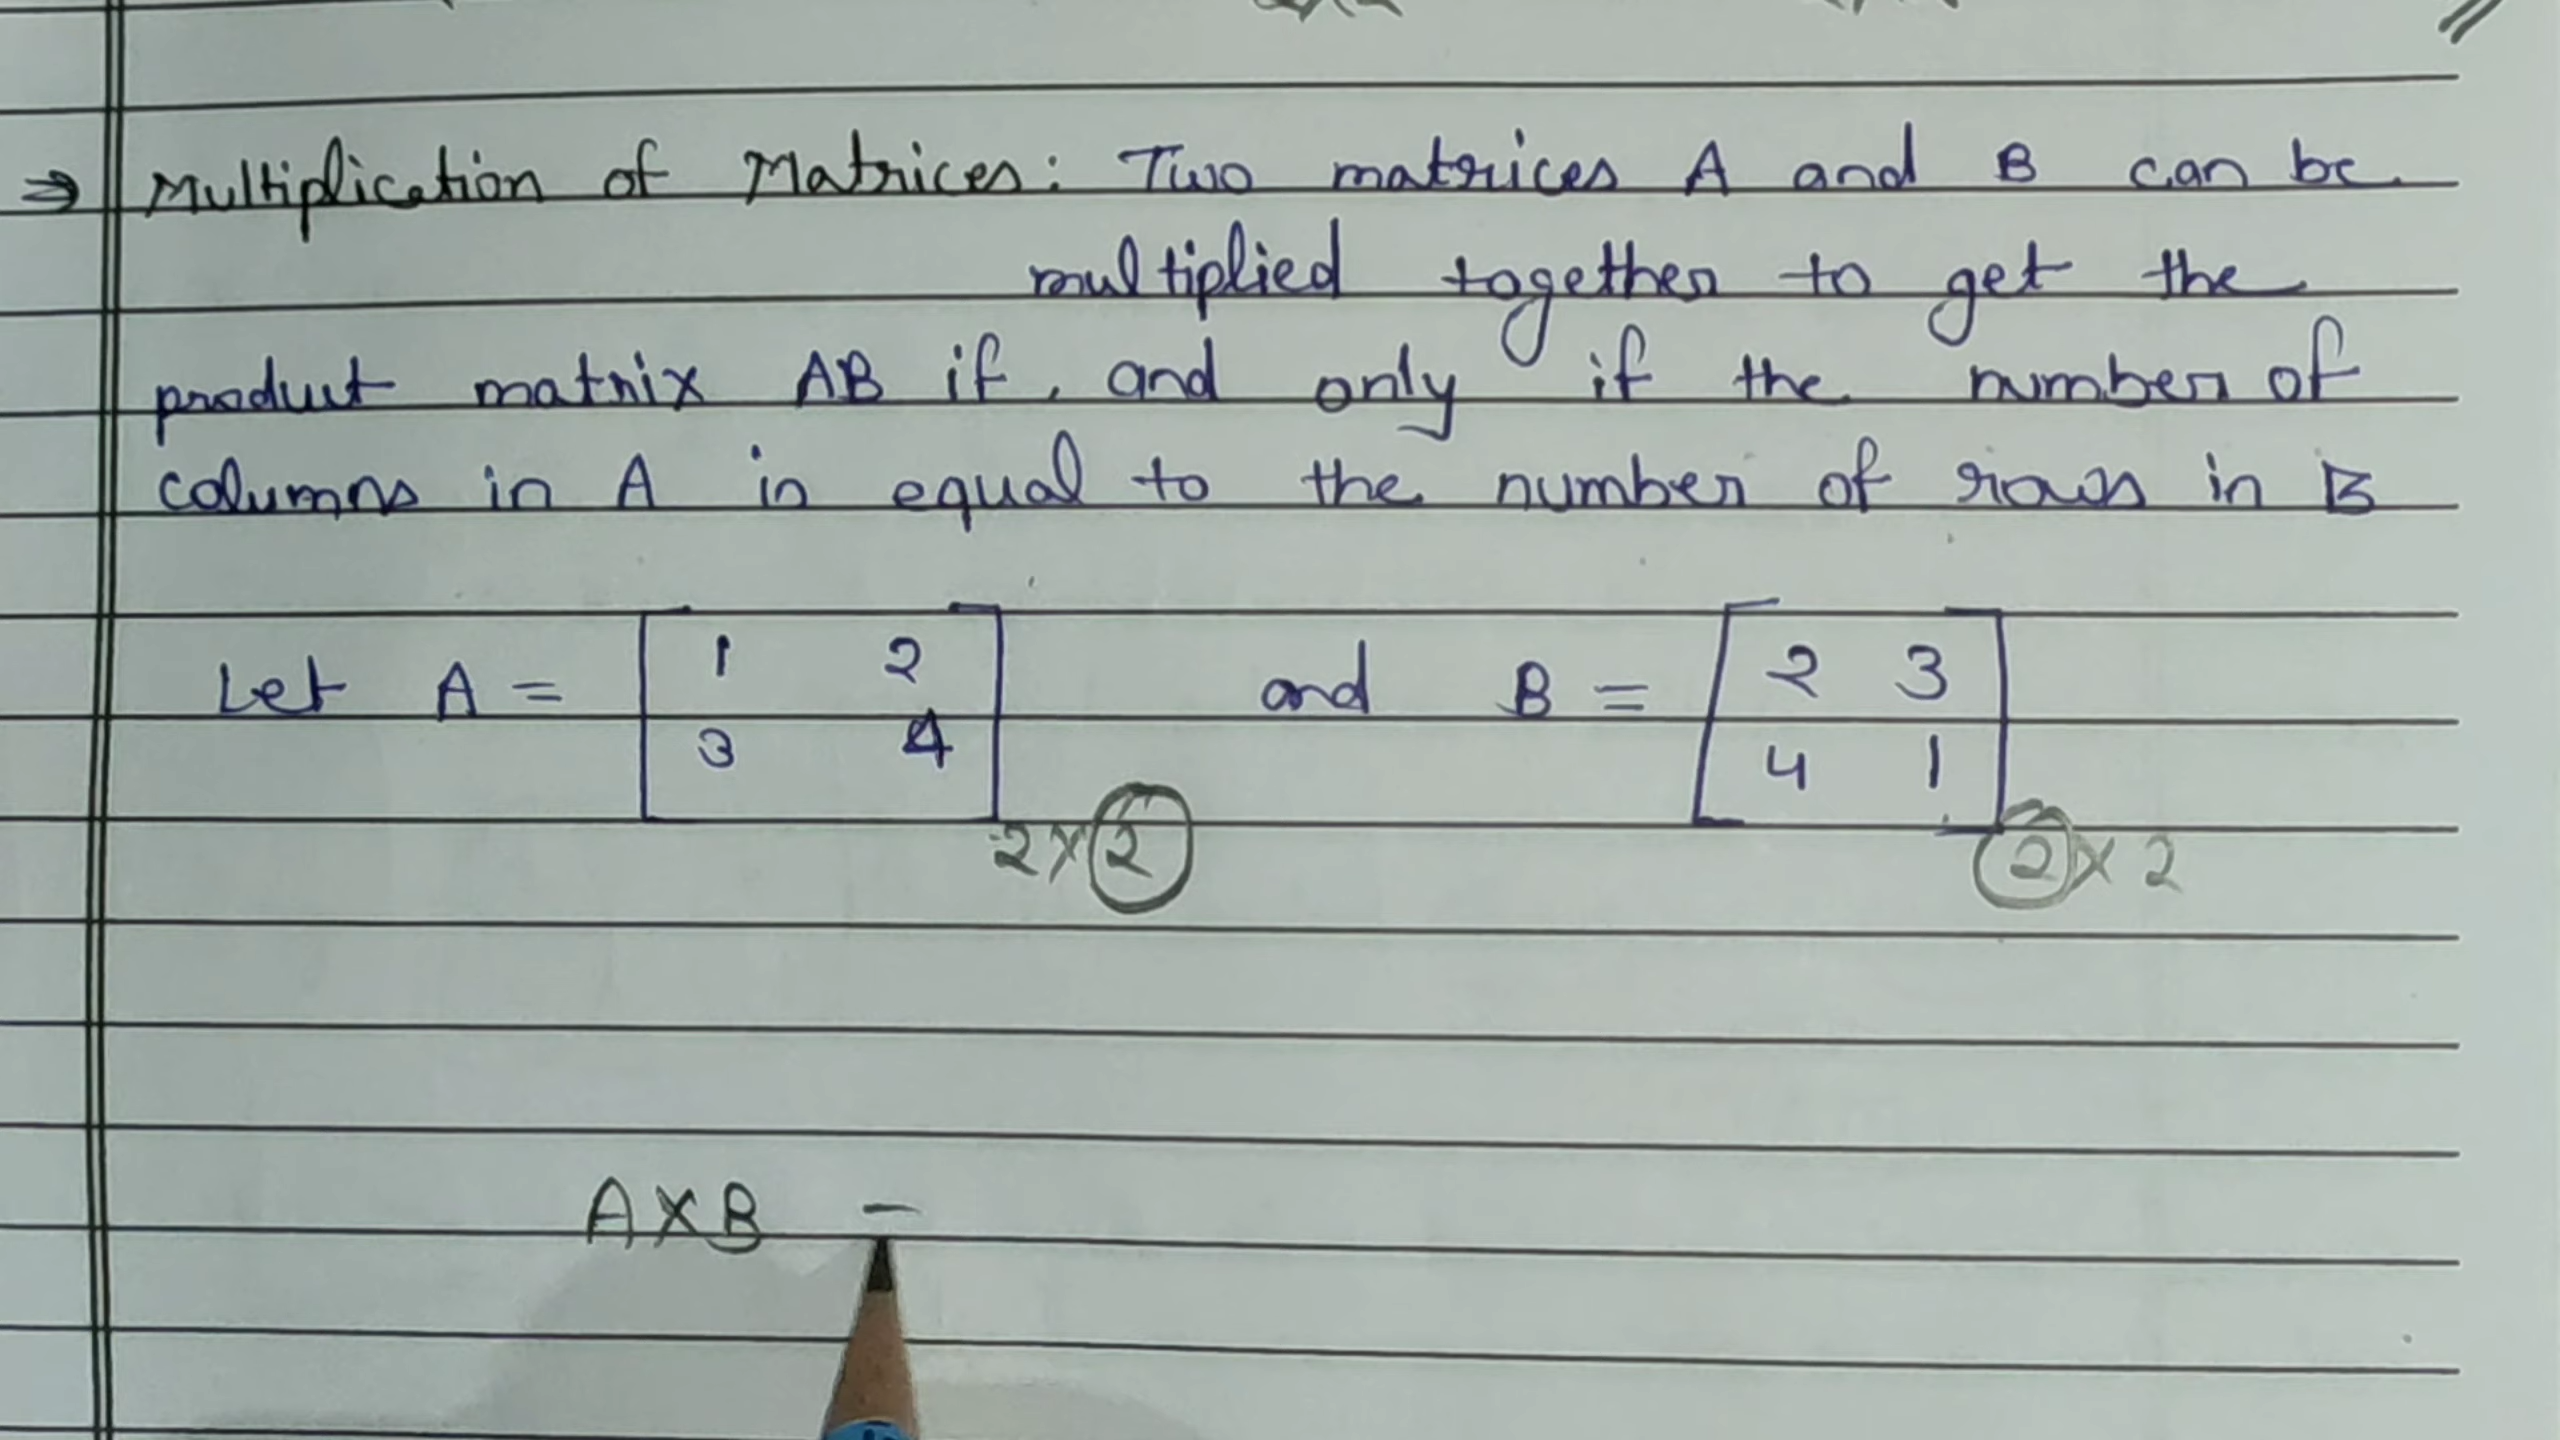 ⇒ Multiplication of Matrices: Two matrices A and B can be
multiplied together to get the
product matrix AB if, and only if the number of
columns in A is equal to the number of rows in B
Let A = [ 1 2 and B = [ 2 3
3 4 ] 4 1 ]
2×2 2×2
A×B −